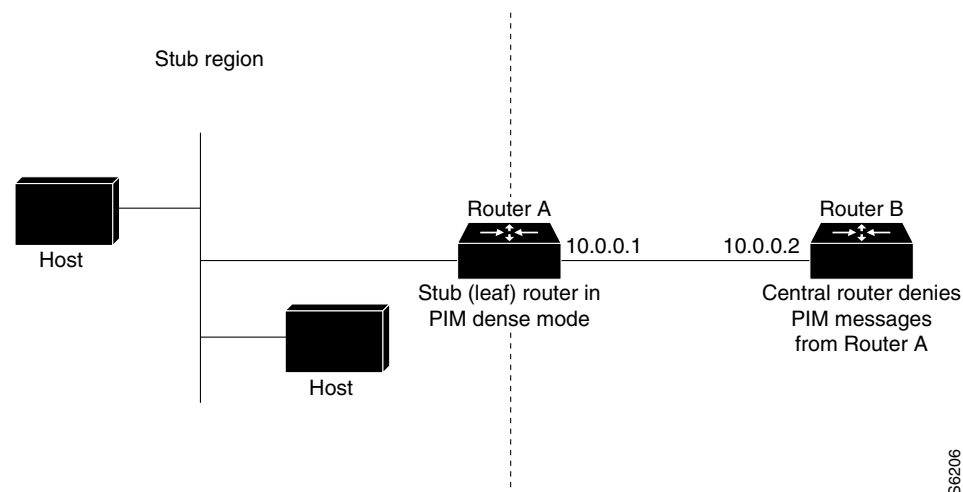 Stub region
Router A
Router B
10.0.0.1
10.0.0.2
Host
Stub (leaf) router in
PIM dense mode
Central router denies
PIM messages
from Router A
Host
S6206